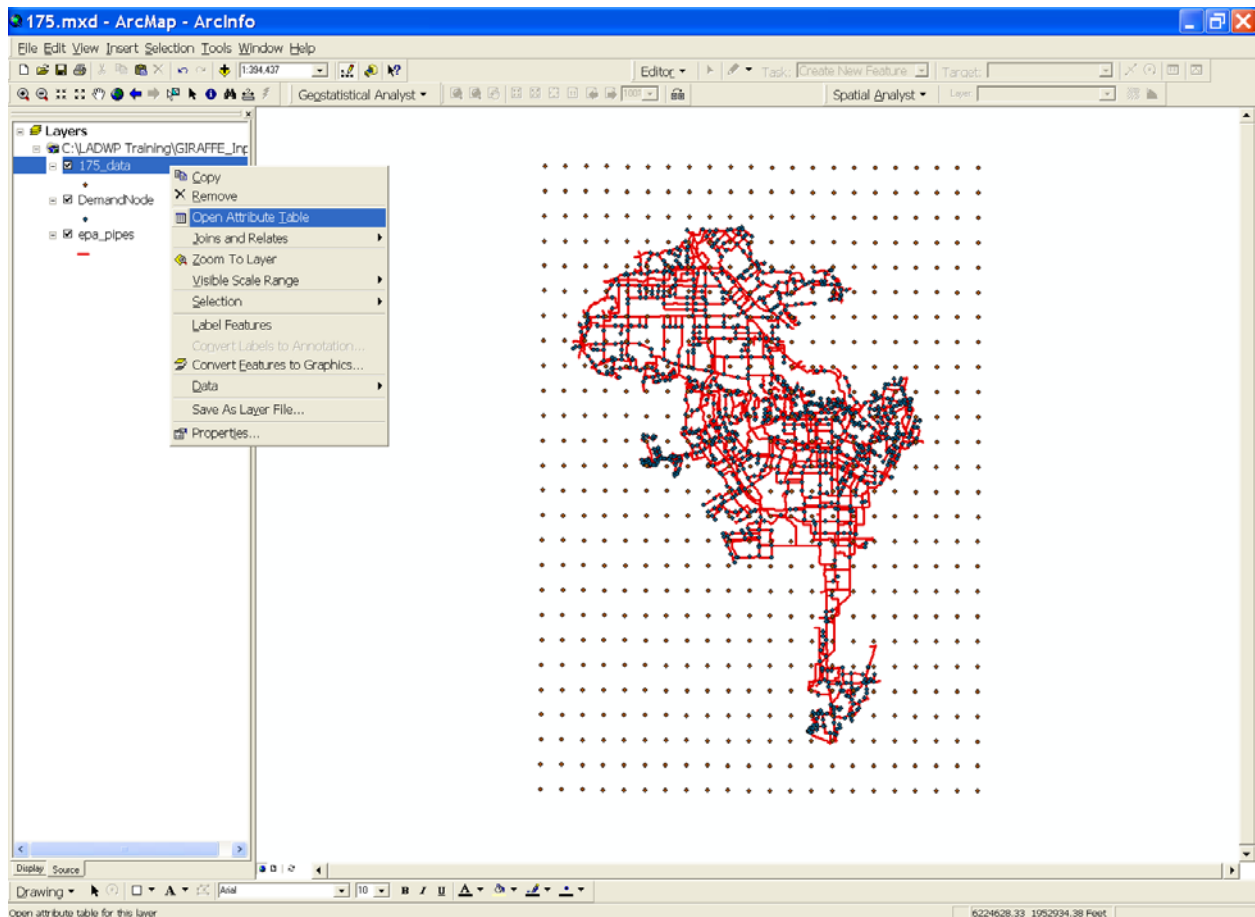 175.mxd - ArcMap - ArcInfo
File Edit View Insert Selection Tools Window Help
1:394,437
Editor
Task: Create New Feature
Target:
Geostatistical Analyst
100%
Spatial Analyst
Layer:
Layers
C:\LADWP Training\GIRAFFE_Inp
175_data
DemandNode
epa_pipes
Copy
Remove
Open Attribute Table
Joins and Relates
Zoom To Layer
Visible Scale Range
Selection
Label Features
Convert Labels to Annotation...
Convert Features to Graphics...
Data
Save As Layer File...
Properties...
Display Source
Drawing
A
Arial
10
B I U A
Open attribute table for this layer
6224628.33 1952934.38 Feet